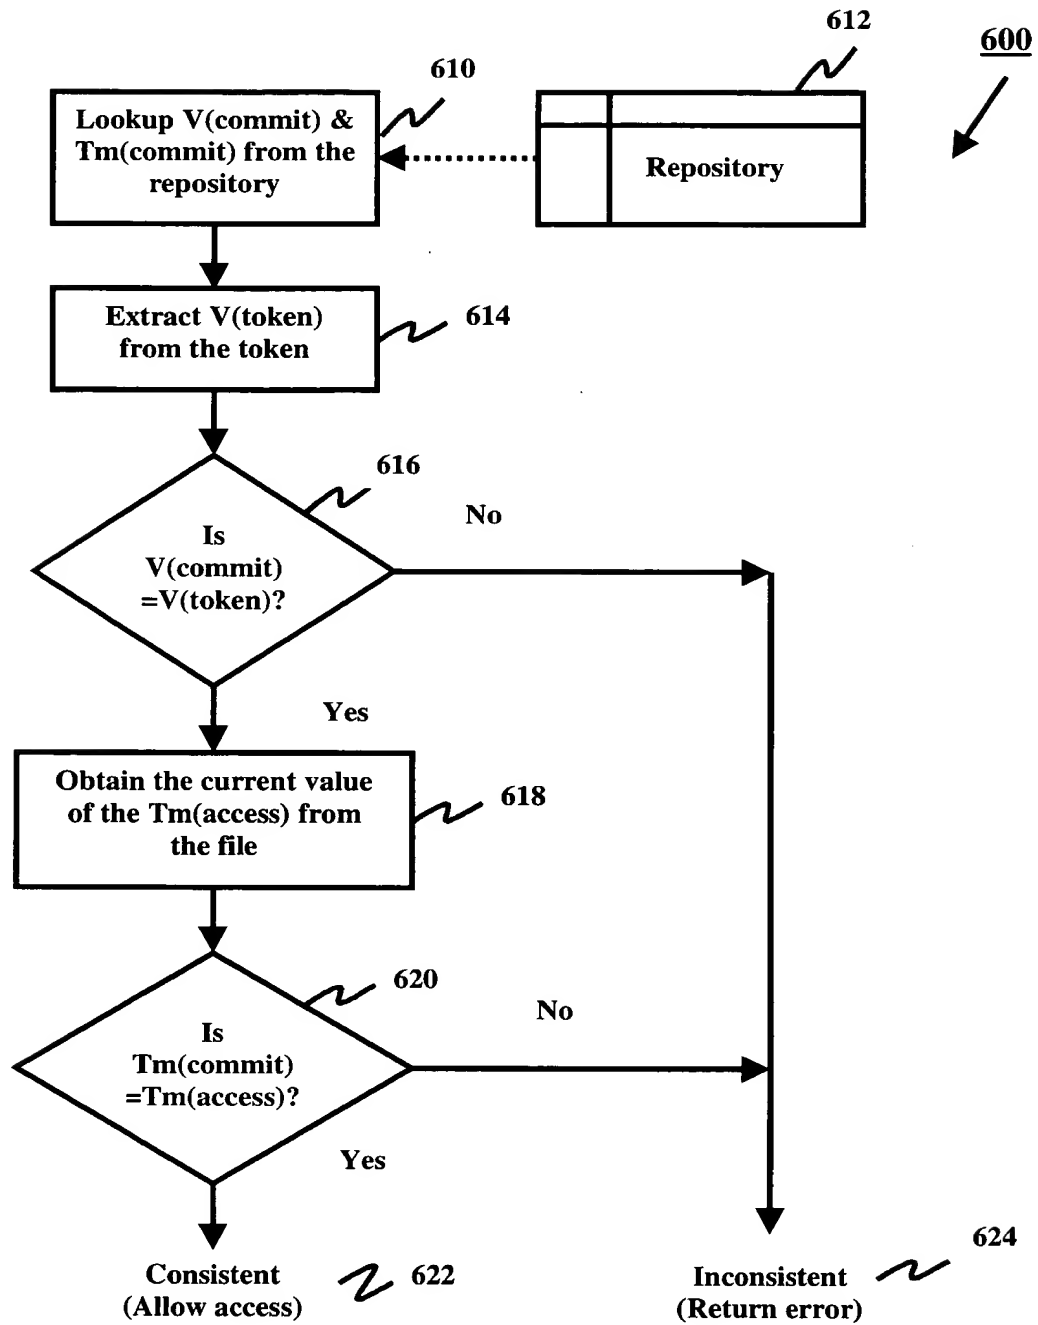 612
600
610
Lookup V(commit) &
Tm(commit) from the
repository
Repository
Extract V(token)
from the token
614
616
No
Is
V(commit)
=V(token)?
Yes
Obtain the current value
of the Tm(access) from
the file
618
620
No
Is
Tm(commit)
=Tm(access)?
Yes
Consistent
(Allow access)
622
624
Inconsistent
(Return error)